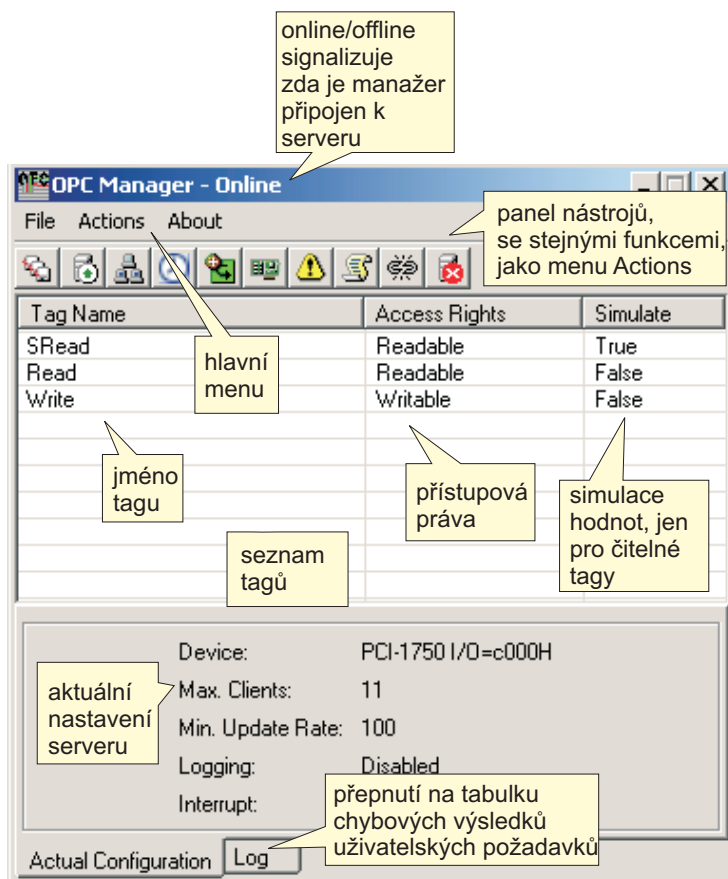 online/offline
signalizuje
zda je manažer
připojen k
serveru
OPC Manager - Online
File Actions About
panel nástrojů,
se stejnými funkcemi,
jako menu Actions
Tag Name Access Rights Simulate
SRead Readable True
Read Readable False
Write Writable False
hlavní
menu
jméno
tagu
přístupová
práva
simulace
hodnot, jen
pro čitelné
tagy
seznam
tagů
Device: PCI-1750 I/O=c000H
Max. Clients: 11
Min. Update Rate: 100
Logging: Disabled
Interrupt:
aktuální
nastavení
serveru
přepnutí na tabulku
chybových výsledků
uživatelských požadavků
Actual Configuration Log